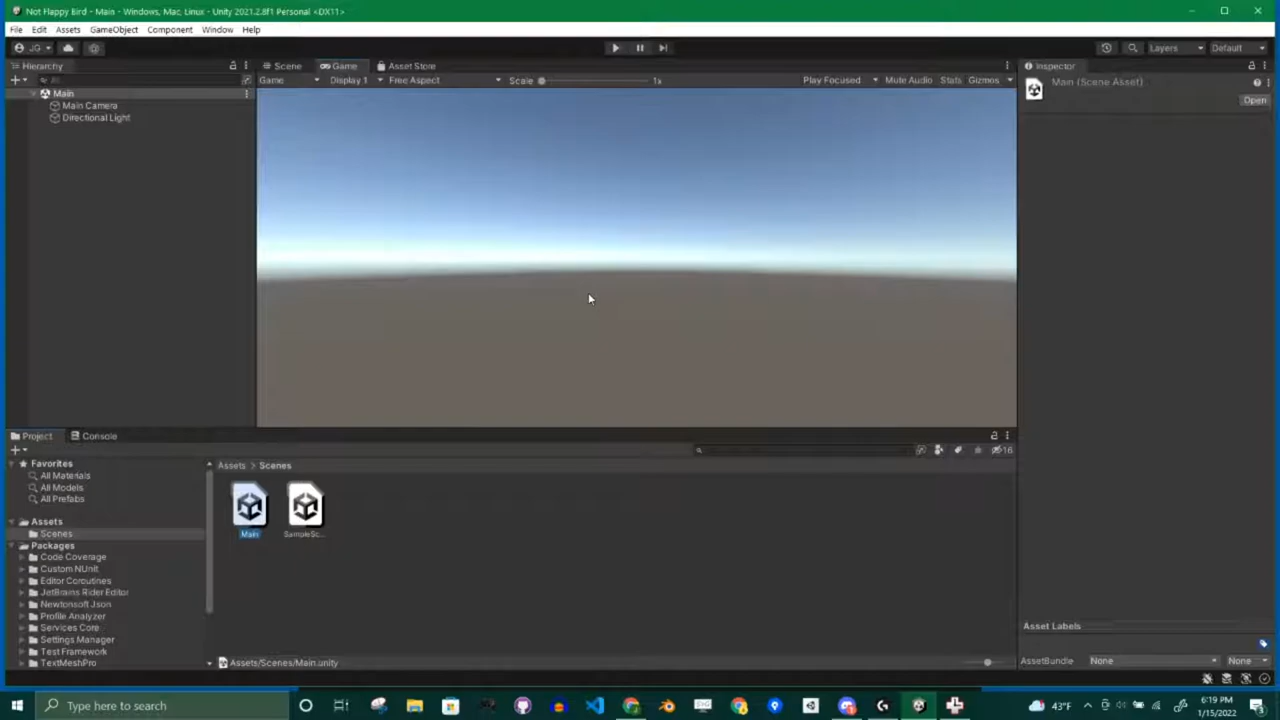 Not Flappy Bird - Main - Windows, Mac, Linux - Unity 2021.2.8f1 Personal <DX11>
File Edit Assets GameObject Component Window Help
JG Layers Default
Hierarchy Scene Game Asset Store Inspector
All Game Display 1 Free Aspect Scale 1x Play Focused Mute Audio Stats Gizmos Main (Scene Asset)
Main Open
Main Camera
Directional Light
Project Console
16
Favorites Assets > Scenes
All Materials
All Models
All Prefabs
Assets
Scenes Main SampleSc...
Packages
Code Coverage
Custom NUnit
Editor Coroutines
JetBrains Rider Editor
Newtonsoft Json
Profile Analyzer
Services Core Asset Labels
Settings Manager
Test Framework
TextMeshPro Assets/Scenes/Main.unity AssetBundle None None
Type here to search 43°F 6:19 PM
1/15/2022